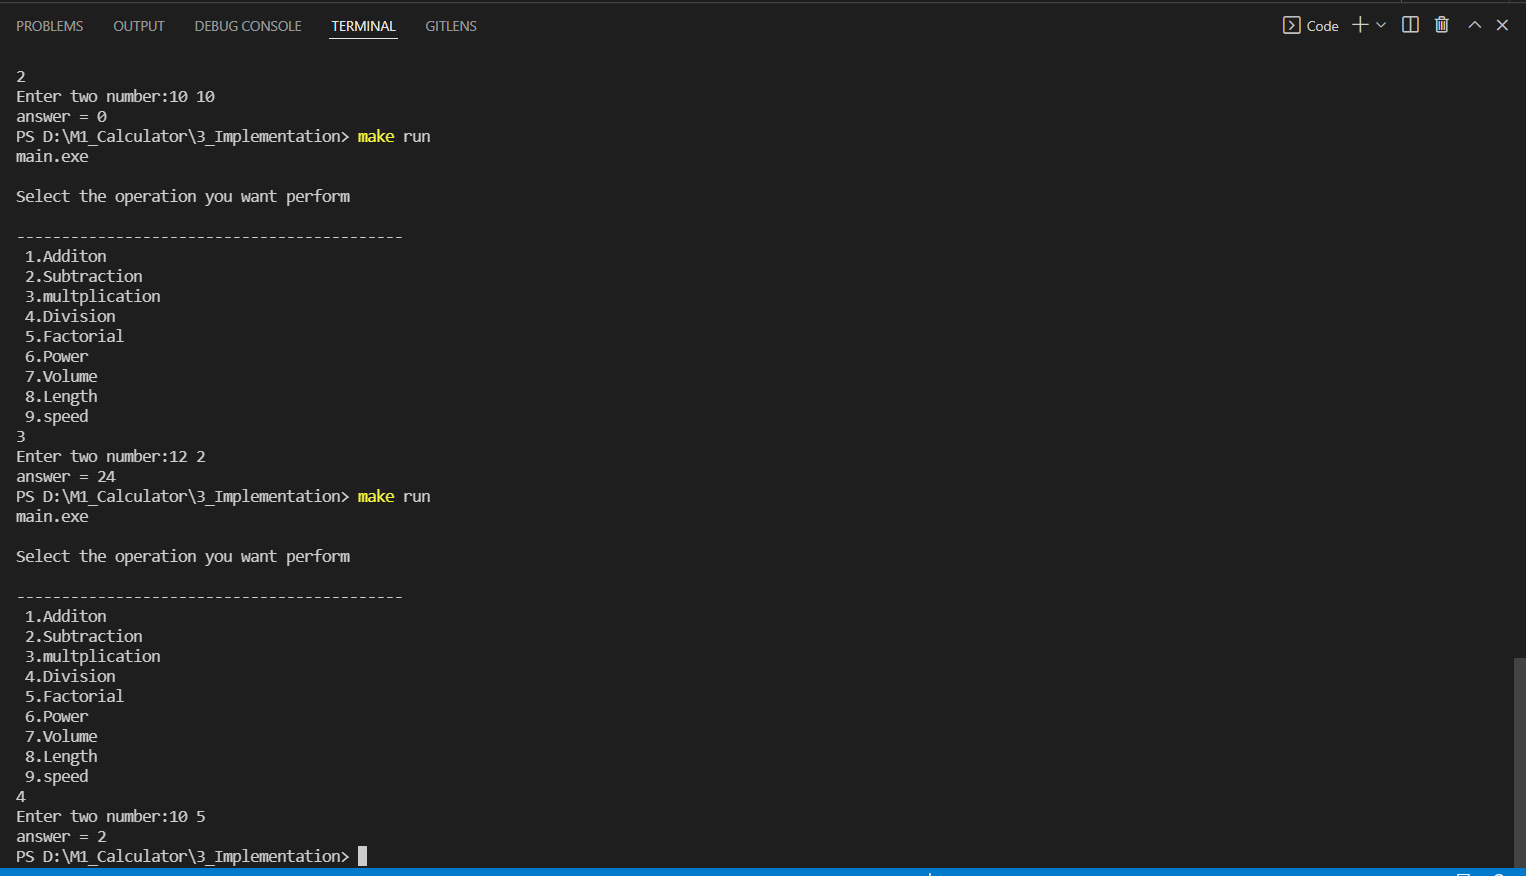 PROBLEMS OUTPUT DEBUG CONSOLE TERMINAL GITLENS Code
2
Enter two number:10 10
answer = 0
PS D:\M1_Calculator\3_Implementation> make run
main.exe
Select the operation you want perform
-------------------------------------------
1.Additon
2.Subtraction
3.multplication
4.Division
5.Factorial
6.Power
7.Volume
8.Length
9.speed
3
Enter two number:12 2
answer = 24
PS D:\M1_Calculator\3_Implementation> make run
main.exe
Select the operation you want perform
-------------------------------------------
1.Additon
2.Subtraction
3.multplication
4.Division
5.Factorial
6.Power
7.Volume
8.Length
9.speed
4
Enter two number:10 5
answer = 2
PS D:\M1_Calculator\3_Implementation>